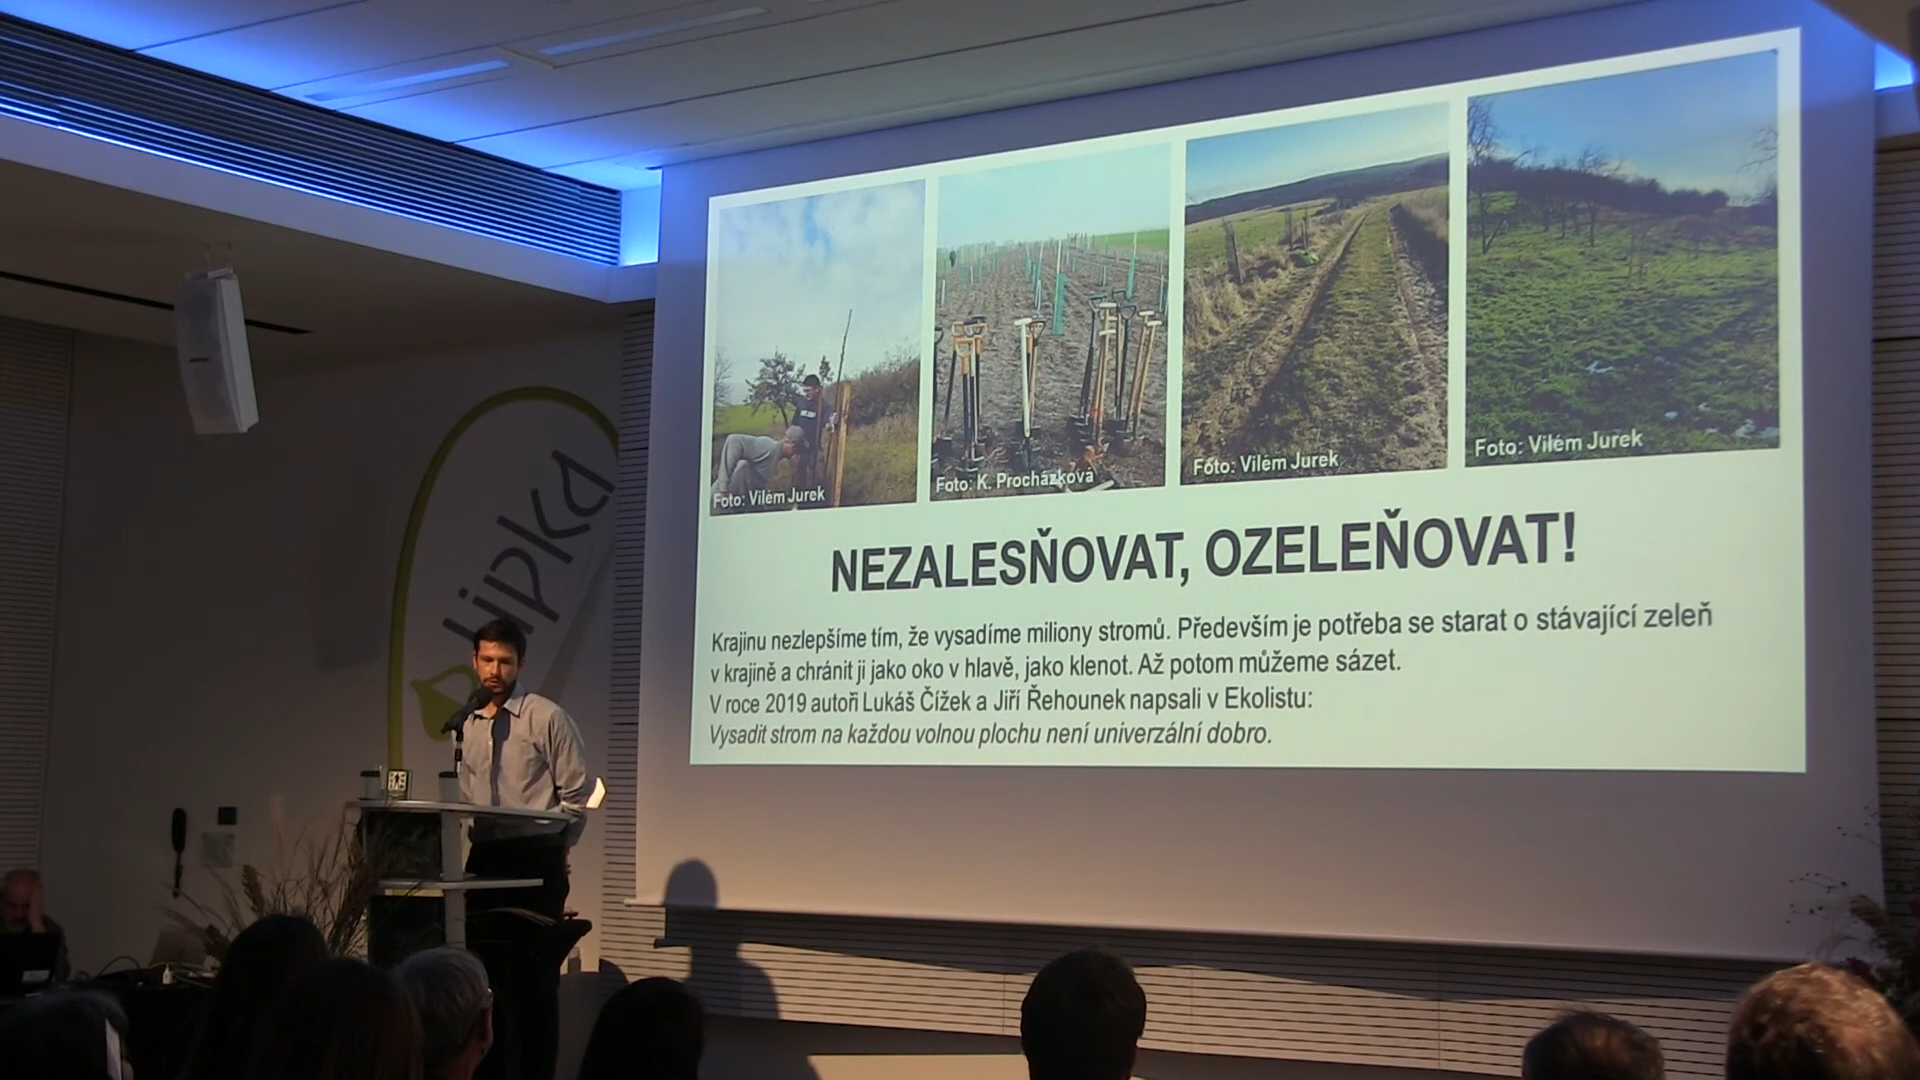 Lipka
Foto: Vilém Jurek
Foto: K. Procházková
Foto: Vilém Jurek
Foto: Vilém Jurek
NEZALESŇOVAT, OZELEŇOVAT!
Krajinu nezlepšíme tím, že vysadíme miliony stromů. Především je potřeba se starat o stávající zeleň
v krajině a chránit ji jako oko v hlavě, jako klenot. Až potom můžeme sázet.
V roce 2019 autoři Lukáš Čížek a Jiří Řehounek napsali v Ekolistu:
Vysadit strom na každou volnou plochu není univerzální dobro.